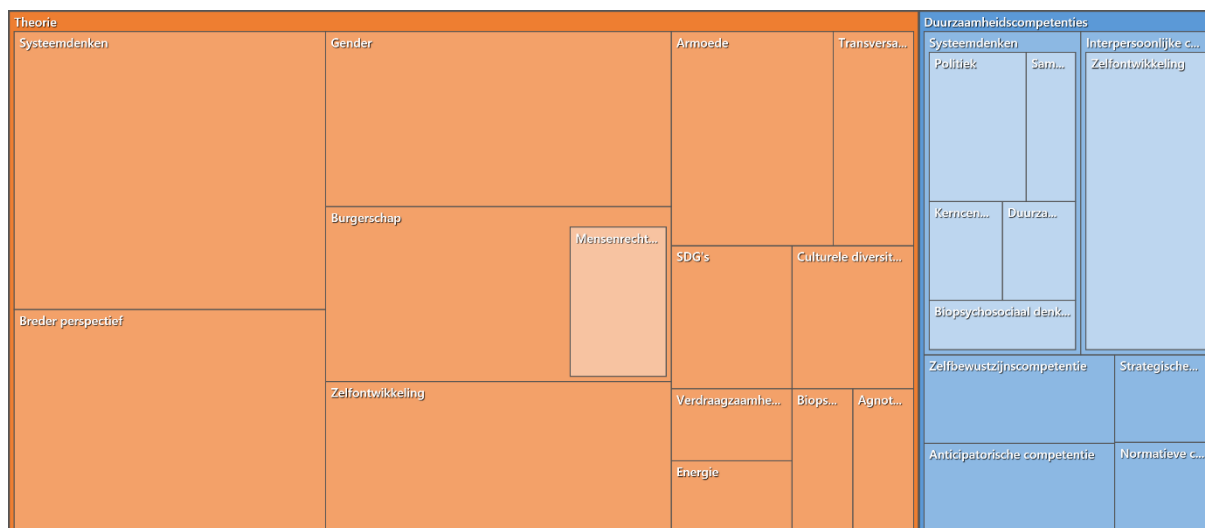 Theorie
Systeemdenken
Gender
Armoede
Transversa...
Burgerschap
Mensenrecht...
SDG's
Culturele diversit...
Breder perspectief
Zelfontwikkeling
Verdraagzaamhe...
Biops...
Agnot...
Energie
Duurzaamheidscompetenties
Systeemdenken
Interpersoonlijke c...
Politiek
Sam...
Zelfontwikkeling
Kerncen...
Duurza...
Biopsychosociaal denk...
Zelfbewustzijnscompetentie
Strategische...
Anticipatorische competentie
Normatieve c...